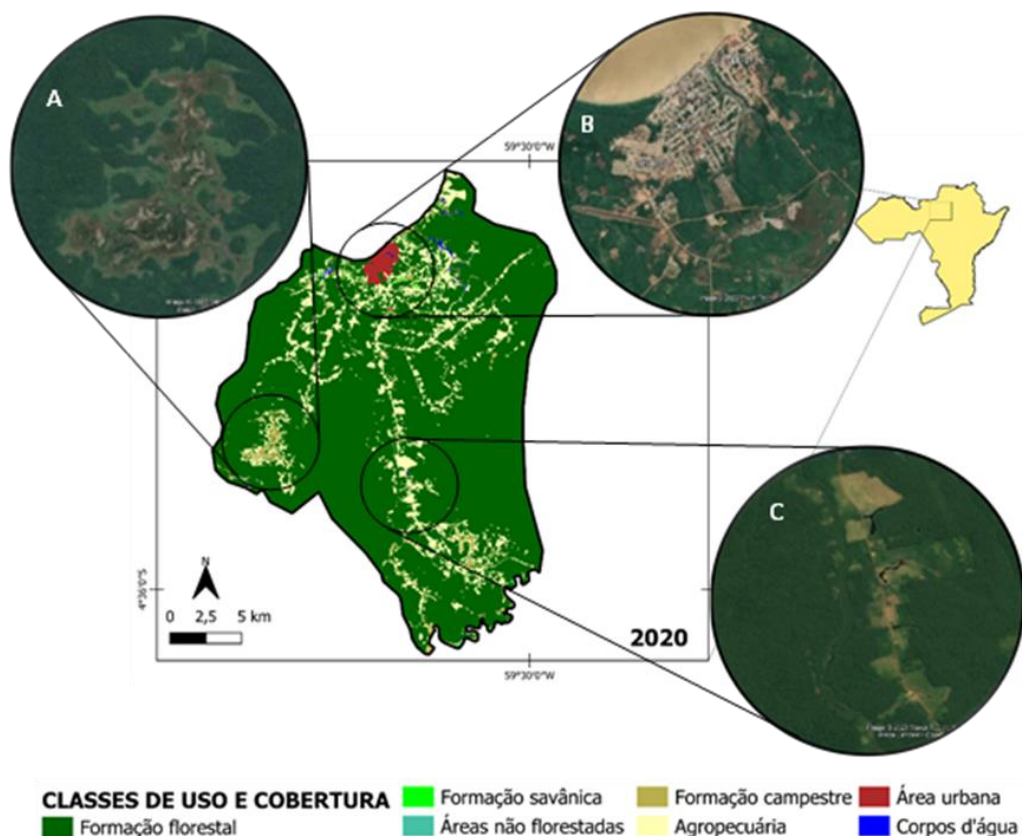 A
B
59°30'0"W
C
4°36'0"S
N
0 2,5 5 km
2020
59°30'0"W
CLASSES DE USO E COBERTURA
Formação florestal
Formação savânica
Áreas não florestadas
Formação campestre
Agropecuária
Área urbana
Corpos d'água